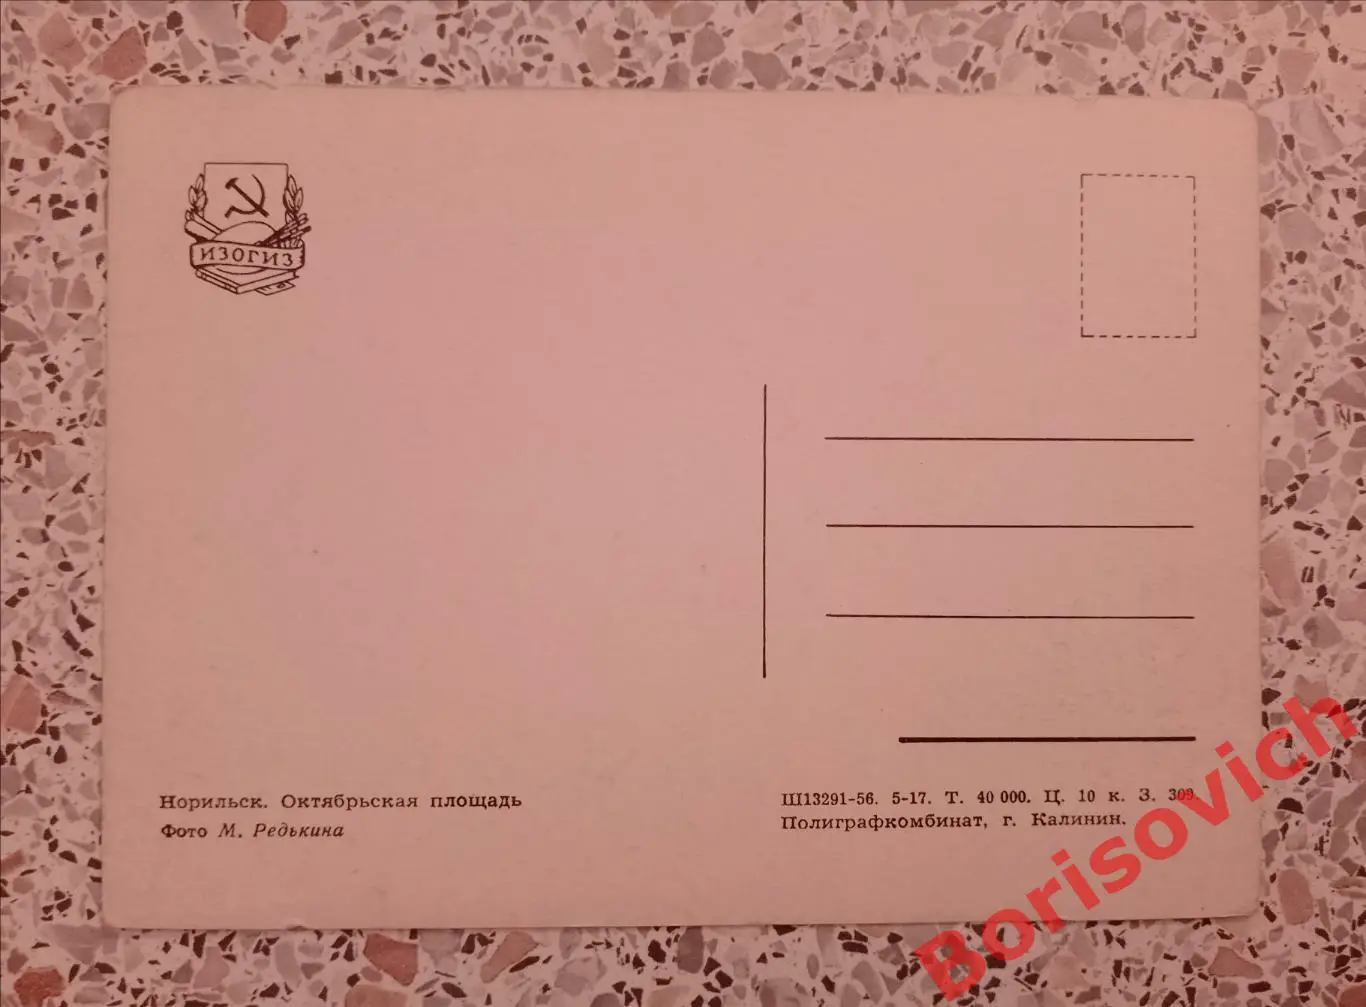 ИЗОГИЗ
Норильск. Октябрьская площадь
Фото М. Редькина
Ш13291-56. 5-17. Т. 40 000. Ц. 10 к. З. 309.
Полиграфкомбинат, г. Калинин.
Borisovich